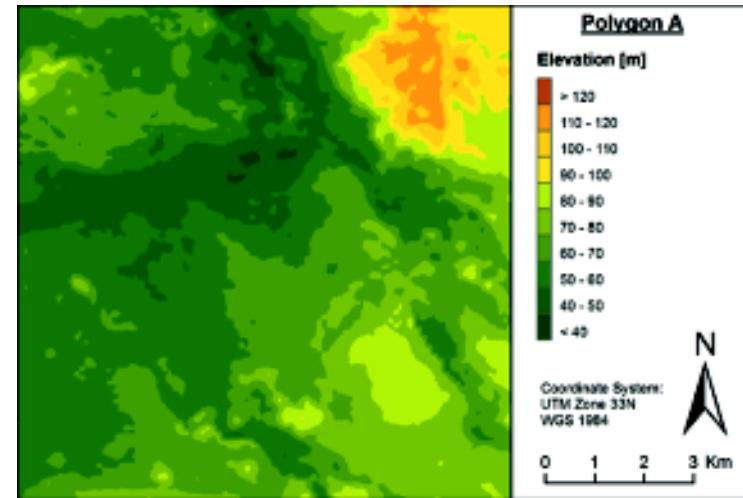 Polygon A
Elevation [m]
> 120
110 - 120
100 - 110
90 - 100
80 - 90
70 - 80
60 - 70
50 - 60
40 - 50
< 40
N
Coordinate System:
UTM Zone 33N
WGS 1984
0 1 2 3 Km